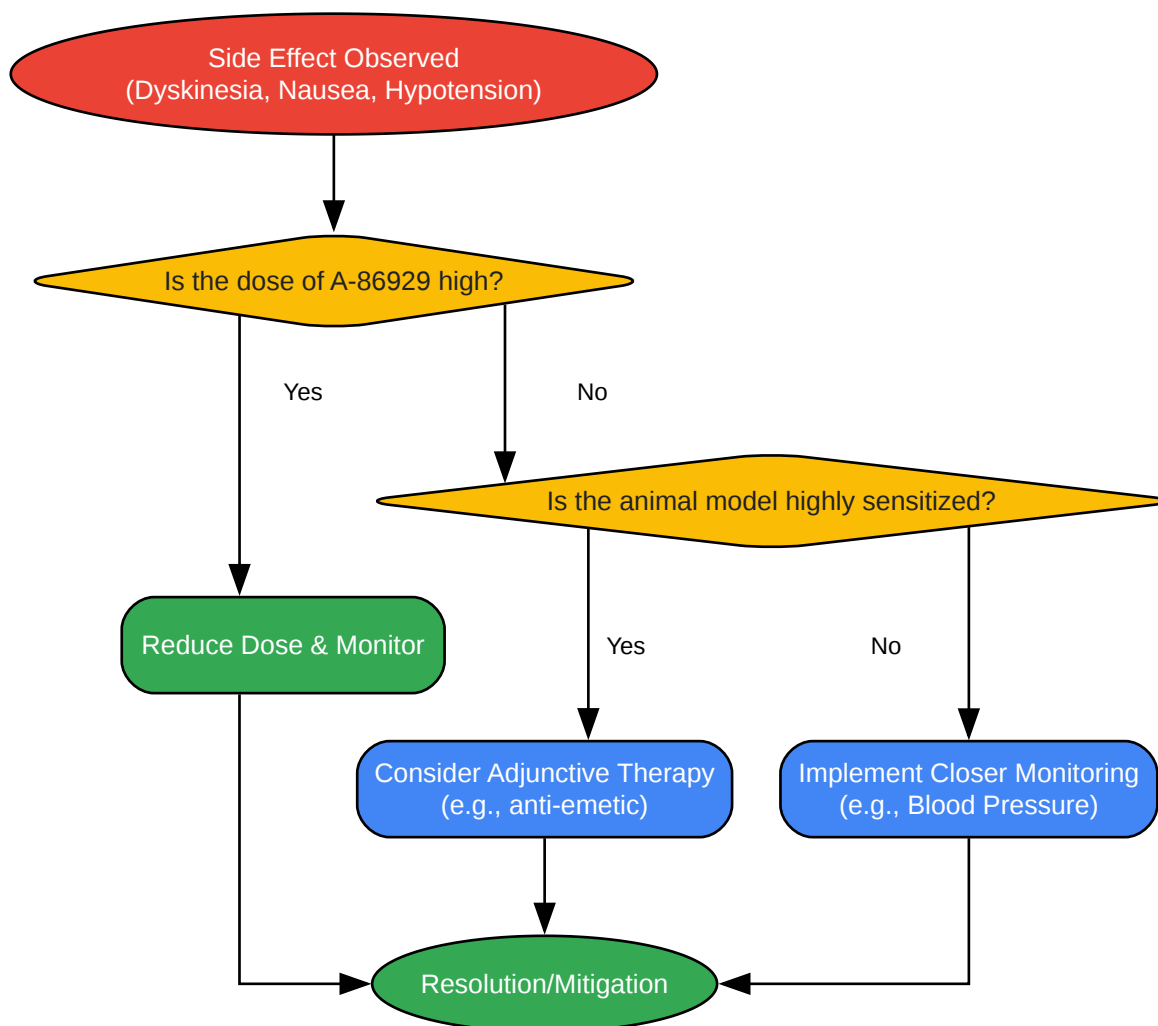 Side Effect Observed
(Dyskinesia, Nausea, Hypotension)
Is the dose of A-86929 high?
Yes
No
Is the animal model highly sensitized?
Reduce Dose & Monitor
Yes
No
Consider Adjunctive Therapy
(e.g., anti-emetic)
Implement Closer Monitoring
(e.g., Blood Pressure)
Resolution/Mitigation